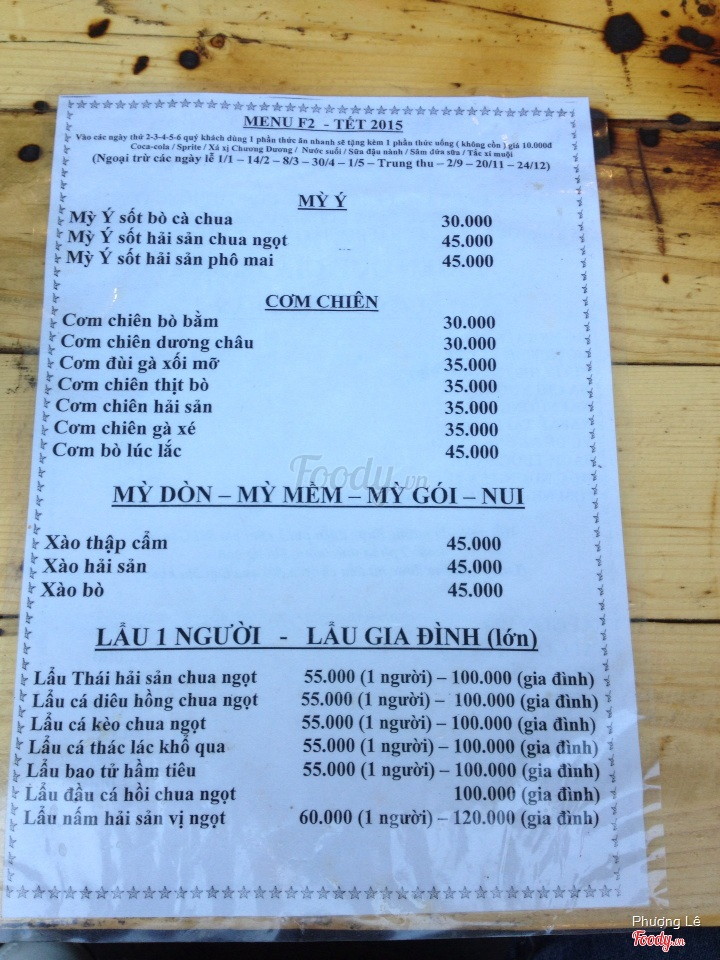 MENU F2 - TẾT 2015
Vào các ngày thứ 2-3-4-5-6 quý khách dùng 1 phần thức ăn nhanh sẽ tặng kèm 1 phần thức uống ( không cồn ) giá 10.000đ
Coca-cola / Sprite / Xá xị Chương Dương / Nước suối / Sữa đậu nành / Sâm dứa sữa / Tắc xí muội
(Ngoại trừ các ngày lễ 1/1 – 14/2 – 8/3 – 30/4 – 1/5 – Trung thu – 2/9 – 20/11 – 24/12)
MỲ Ý
Mỳ Ý sốt bò cà chua 30.000
Mỳ Ý sốt hải sản chua ngọt 45.000
Mỳ Ý sốt hải sản phô mai 45.000
CƠM CHIÊN
Cơm chiên bò bằm 30.000
Cơm chiên dương châu 30.000
Cơm đùi gà xối mỡ 35.000
Cơm chiên thịt bò 35.000
Cơm chiên hải sản 35.000
Cơm chiên gà xé 35.000
Cơm bò lúc lắc 45.000
Foody.vn
MỲ DÒN – MỲ MỀM – MỲ GÓI – NUI
Xào thập cẩm 45.000
Xào hải sản 45.000
Xào bò 45.000
LẨU 1 NGƯỜI - LẨU GIA ĐÌNH (lớn)
Lẩu Thái hải sản chua ngọt 55.000 (1 người) – 100.000 (gia đình)
Lẩu cá diêu hồng chua ngọt 55.000 (1 người) – 100.000 (gia đình)
Lẩu cá kèo chua ngọt 55.000 (1 người) – 100.000 (gia đình)
Lẩu cá thác lác khổ qua 55.000 (1 người) – 100.000 (gia đình)
Lẩu bao tử hầm tiêu 55.000 (1 người) – 100.000 (gia đình)
Lẩu đầu cá hồi chua ngọt 100.000 (gia đình)
Lẩu nấm hải sản vị ngọt 60.000 (1 người) – 120.000 (gia đình)
Phượng Lê
Foody.vn